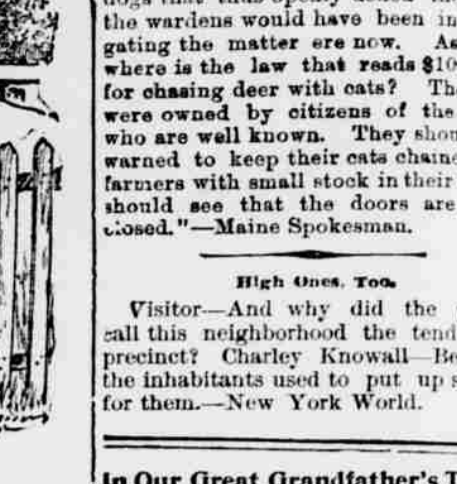 the wardens would have been in
gating the matter ere now. As
where is the law that reads $10
for chasing deer with cats? Th
were owned by citizens of the
who are well known. They shou
warned to keep their cats chaine
farmers with small stock in their
should see that the doors are
closed."—Maine Spokesman.
High Ones, Too.
Visitor—And why did the
call this neighborhood the tend
precinct? Charley Knowall—Be
the inhabitants used to put up s
for them.—New York World.
In Our Great Grandfather's T